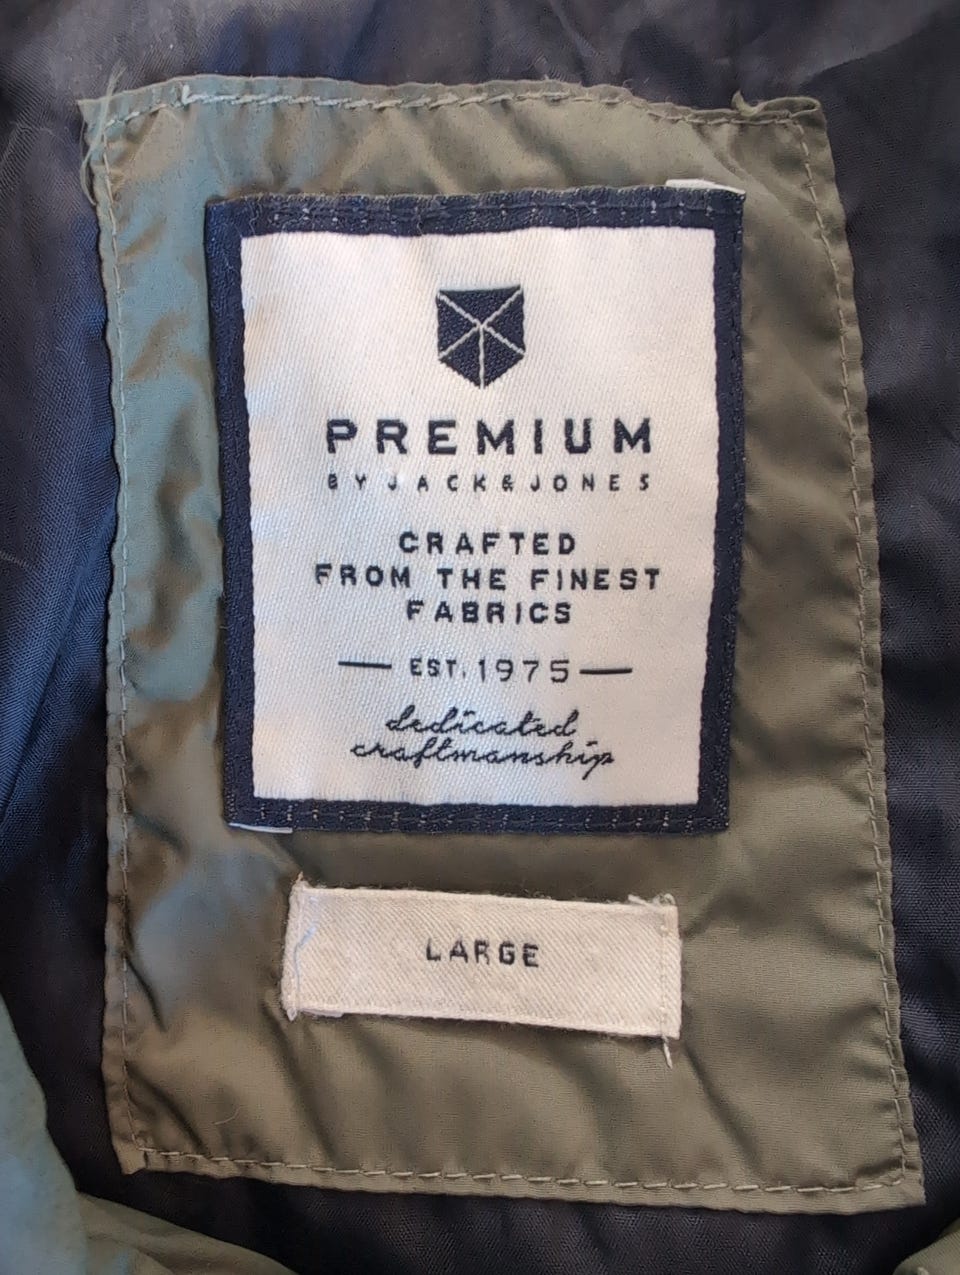 PREMIUM
BY JACK&JONES
CRAFTED
FROM THE FINEST
FABRICS
EST. 1975
dedicated
craftmanship
LARGE